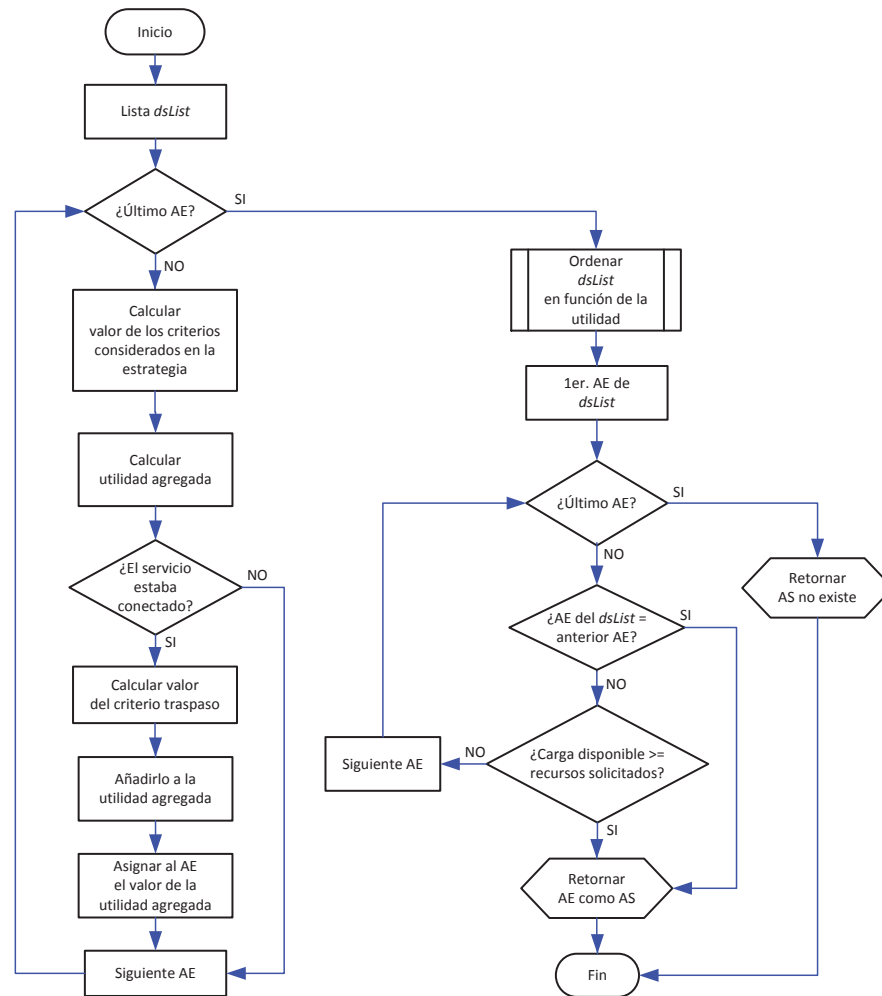 Inicio
Lista dsList
¿Último AE?
SI
NO
Calcular
valor de los criterios
considerados en la
estrategia
Calcular
utilidad agregada
¿El servicio
estaba
conectado?
NO
SI
Calcular valor
del criterio traspaso
Añadirlo a la
utilidad agregada
Asignar al AE
el valor de la
utilidad agregada
Siguiente AE
Ordenar
dsList
en función de la
utilidad
1er. AE de
dsList
¿Último AE?
SI
NO
Retornar
AS no existe
¿AE del dsList =
anterior AE?
SI
NO
¿Carga disponible >=
recursos solicitados?
NO
Siguiente AE
SI
Retornar
AE como AS
Fin